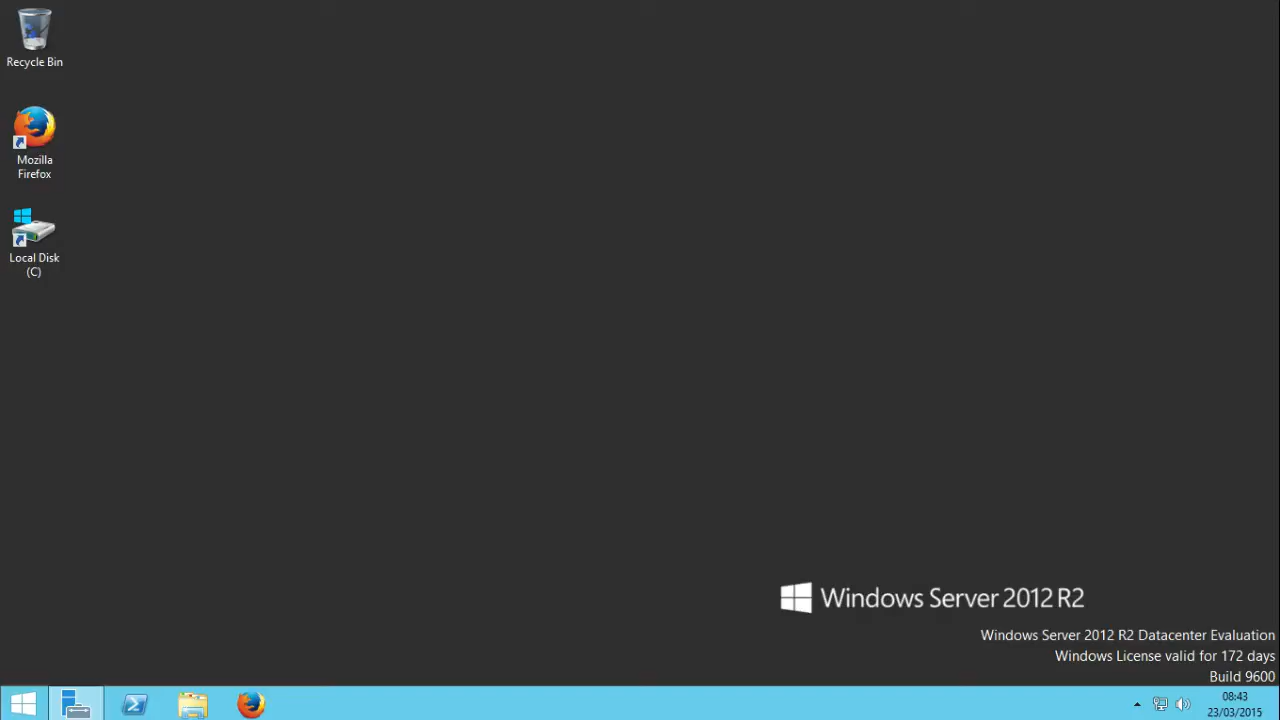 Recycle Bin
Mozilla
Firefox
Local Disk
(C)
Windows Server 2012 R2
Windows Server 2012 R2 Datacenter Evaluation
Windows License valid for 172 days
Build 9600
08:43
23/03/2015